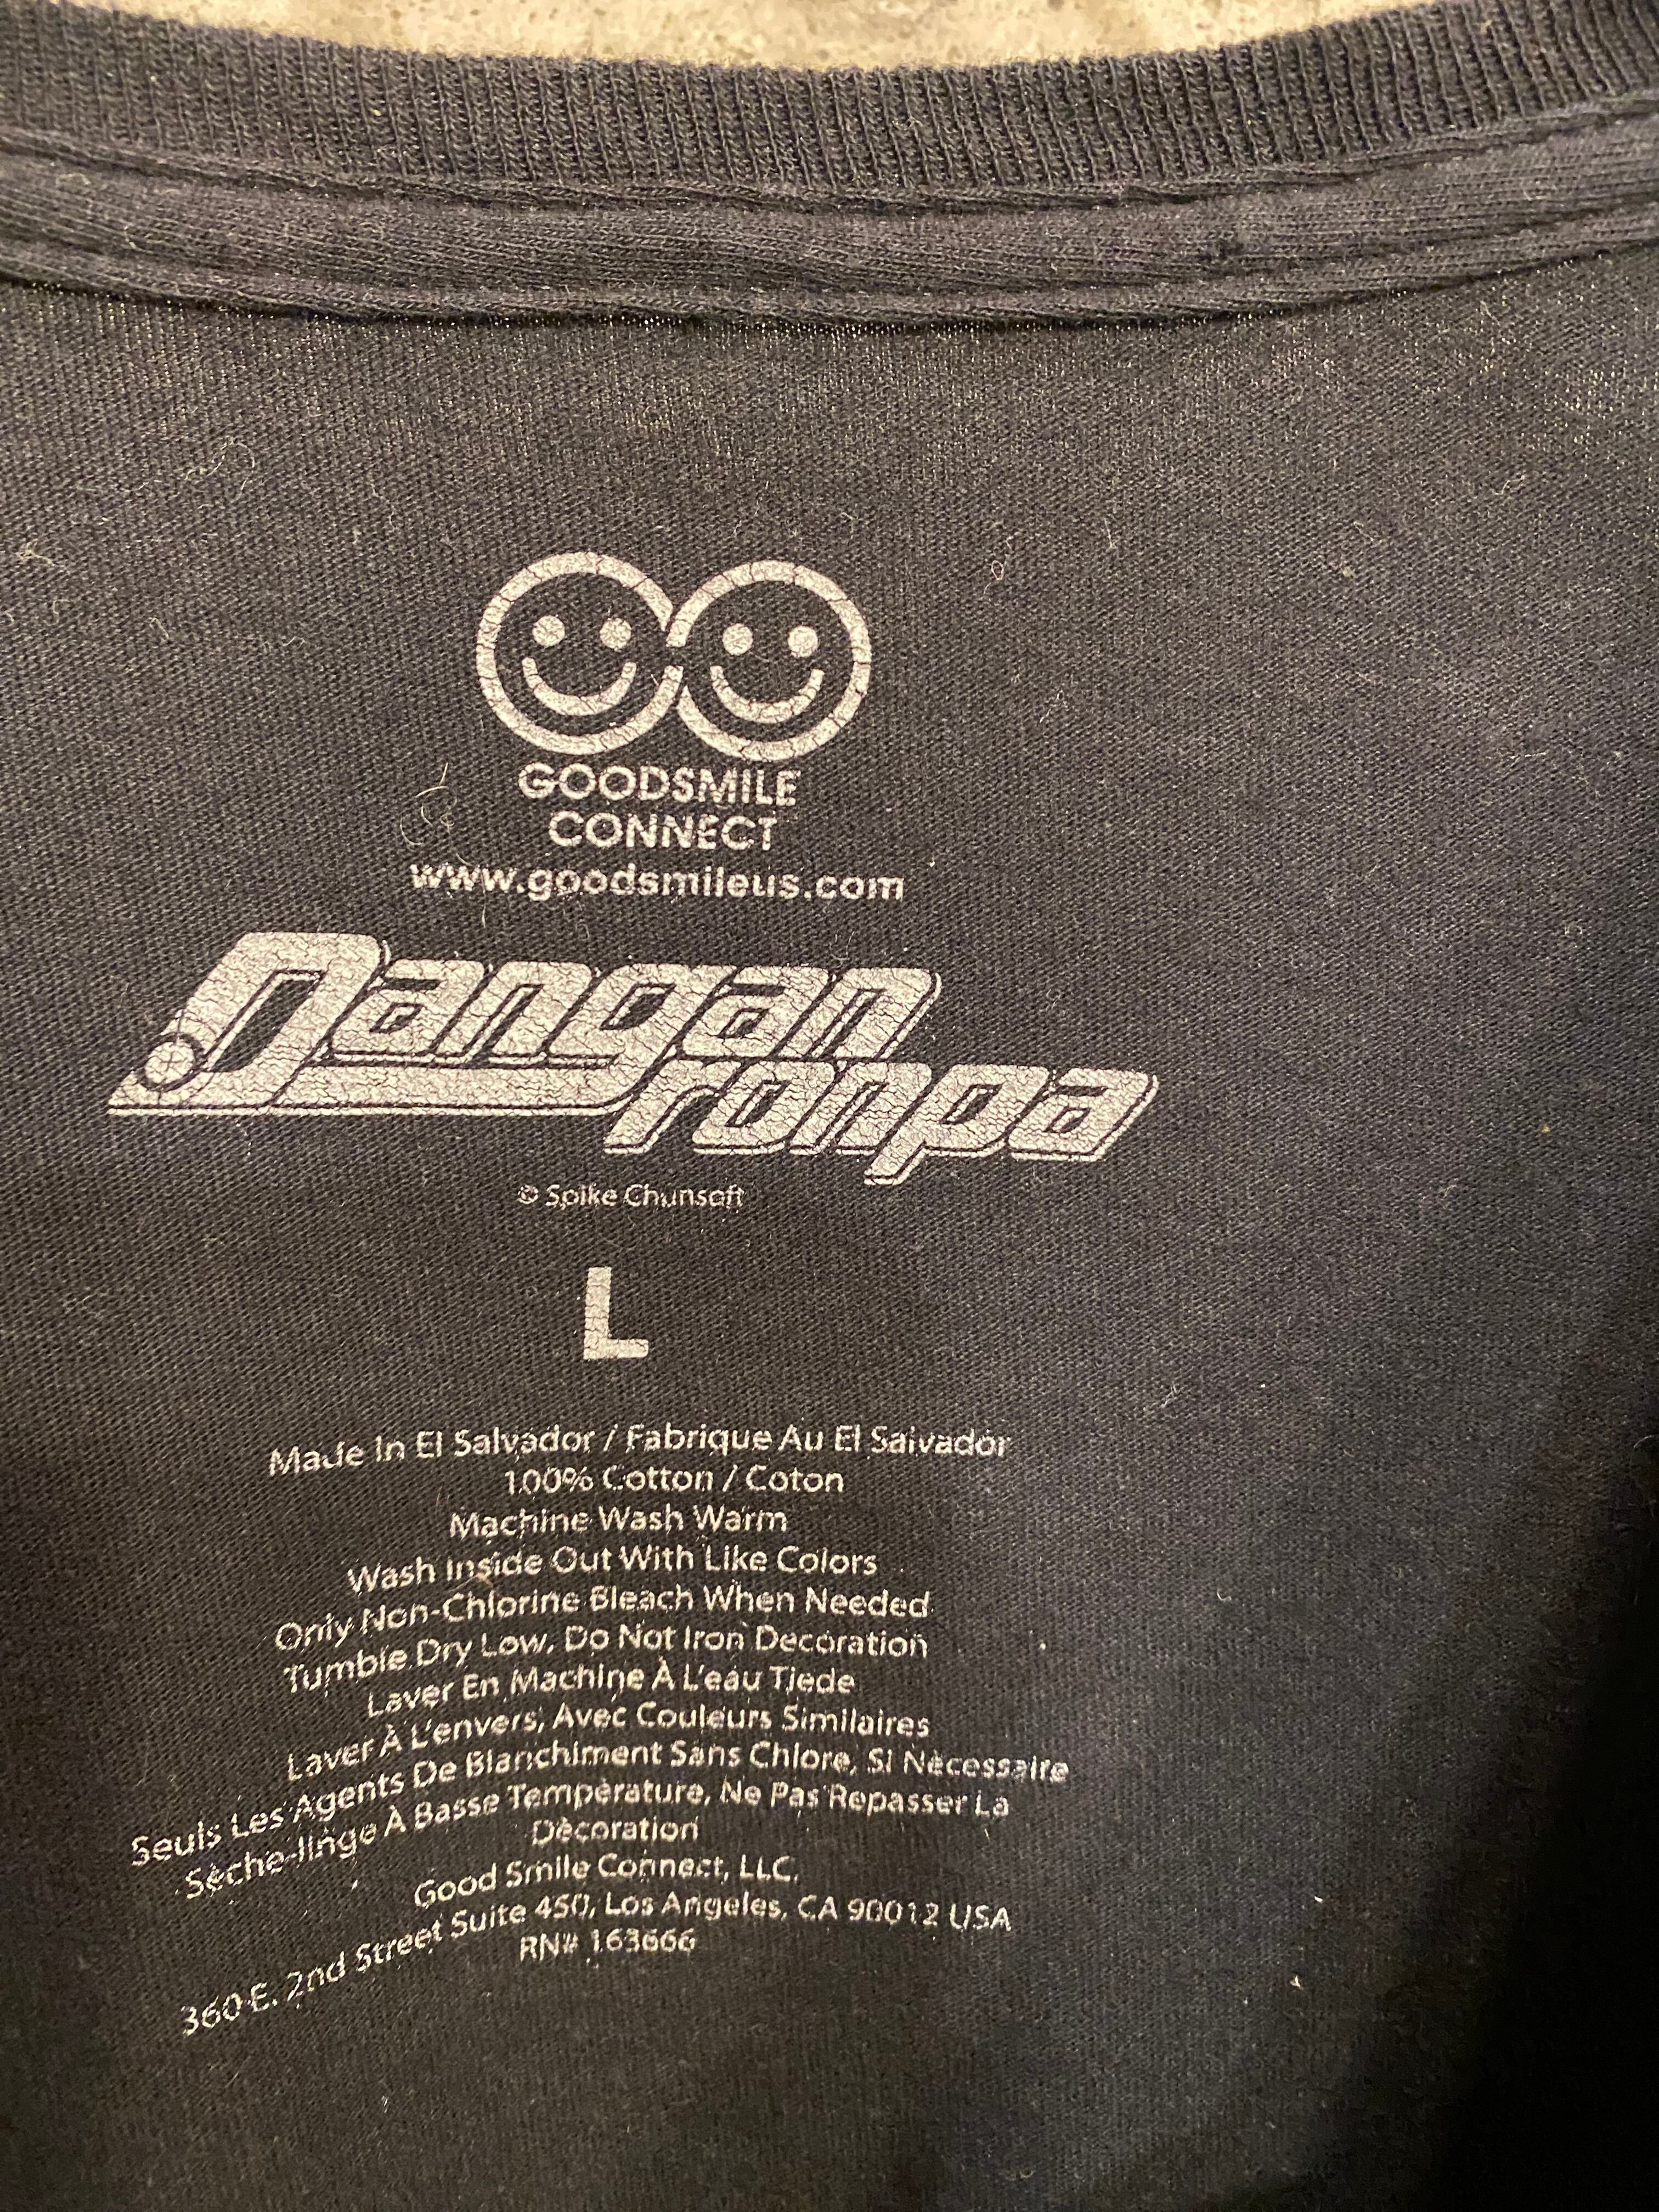 GOODSMILE
CONNECT
www.goodsmileus.com
Dangan
ronpa
© Spike Chunsoft
L
Made In El Salvador / Fabrique Au El Salvador
100% Cotton / Coton
Machine Wash Warm
Wash Inside Out With Like Colors
Only Non-Chlorine Bleach When Needed
Tumble Dry Low, Do Not Iron Decoration
Laver En Machine À L'eau Tiede
Laver À L'envers, Avec Couleurs Similaires
Seuls Les Agents De Blanchiment Sans Chlore, Si Nècessaire
Sèche-linge À Basse Tempèrature, Ne Pas Repasser La
Dècoration
Good Smile Connect, LLC.
360 E. 2nd Street Suite 450, Los Angeles, CA 90012 USA
RN# 163666